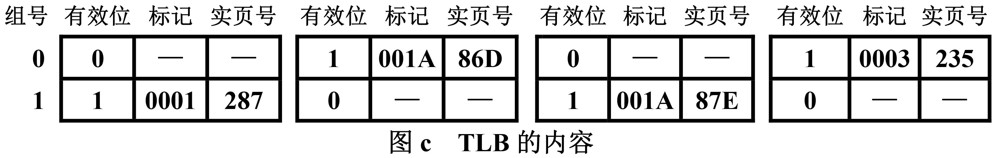 组号 有效位 标记 实页号 有效位 标记 实页号 有效位 标记 实页号 有效位 标记 实页号
0 0 — — 1 001A 86D 0 — — 1 0003 235
1 1 0001 287 0 — — 1 001A 87E 0 — —
图 c TLB 的内容